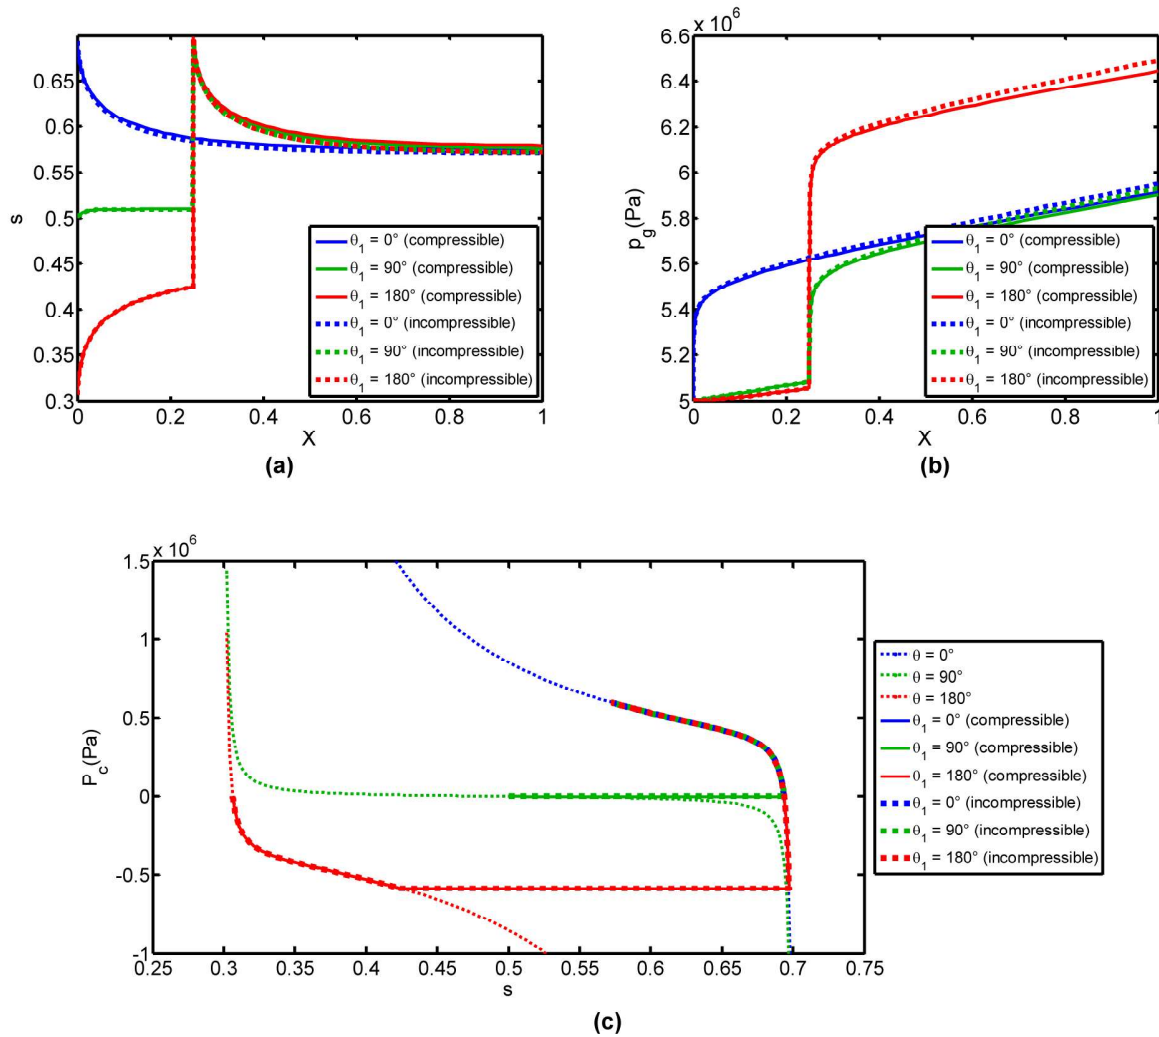 s
0.65
0.6
0.55
0.5
0.45
0.4
0.35
0.3
0 0.2 0.4 0.6 0.8 1
X
θ1 = 0° (compressible)
θ1 = 90° (compressible)
θ1 = 180° (compressible)
θ1 = 0° (incompressible)
θ1 = 90° (incompressible)
θ1 = 180° (incompressible)
(a)
x 10^6
pg(Pa)
6.6
6.4
6.2
6
5.8
5.6
5.4
5.2
5
0 0.2 0.4 0.6 0.8 1
X
θ1 = 0° (compressible)
θ1 = 90° (compressible)
θ1 = 180° (compressible)
θ1 = 0° (incompressible)
θ1 = 90° (incompressible)
θ1 = 180° (incompressible)
(b)
x 10^6
Pc(Pa)
1.5
1
0.5
0
-0.5
-1
0.25 0.3 0.35 0.4 0.45 0.5 0.55 0.6 0.65 0.7 0.75
s
θ = 0°
θ = 90°
θ = 180°
θ1 = 0° (compressible)
θ1 = 90° (compressible)
θ1 = 180° (compressible)
θ1 = 0° (incompressible)
θ1 = 90° (incompressible)
θ1 = 180° (incompressible)
(c)